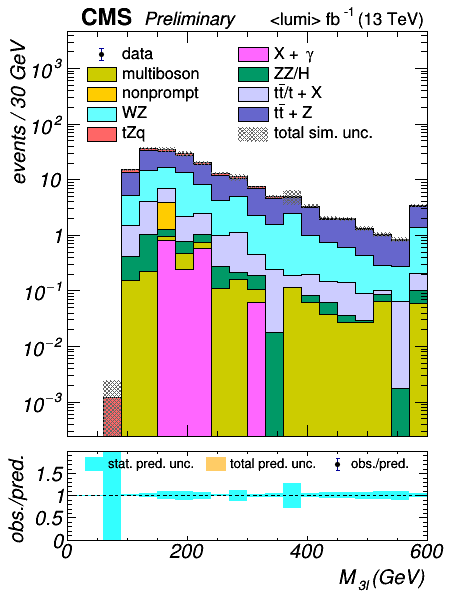 CMS Preliminary <lumi> fb⁻¹ (13 TeV)
events / 30 GeV
data
multiboson
nonprompt
WZ
tZq
X + γ
ZZ/H
tt̄/t + X
tt̄ + Z
total sim. unc.
10³
10²
10
1
10⁻¹
10⁻²
10⁻³
obs./pred.
stat. pred. unc. total pred. unc. obs./pred.
1.5
1
0.5
0
0 200 400 600
M₃ₗ (GeV)